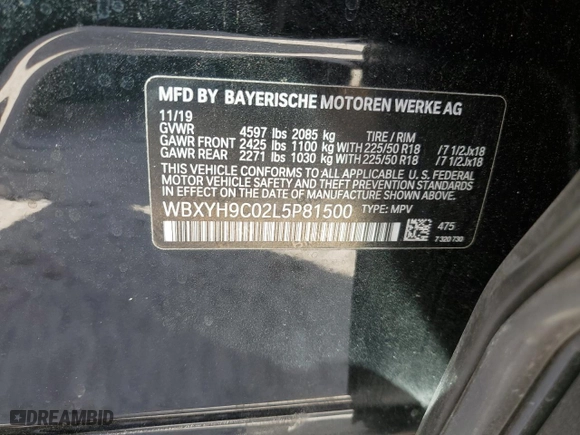 MFD BY BAYERISCHE MOTOREN WERKE AG
11/19
GVWR 4597 lbs 2085 kg TIRE / RIM
GAWR FRONT 2425 lbs 1100 kg WITH 225/50 R18 /7 1/2Jx18
GAWR REAR 2271 lbs 1030 kg WITH 225/50 R18 /7 1/2Jx18
THIS VEHICLE CONFORMS TO ALL APPLICABLE U. S. FEDERAL
MOTOR VEHICLE SAFETY, BUMPER, AND THEFT PREVENTION
STANDARDS IN EFFECT ON THE DATE OF MANUFACTURE SHOWN
ABOVE.
WBXYH9C02L5P81500 TYPE: MPV
475
7 320 730
DREAMBID